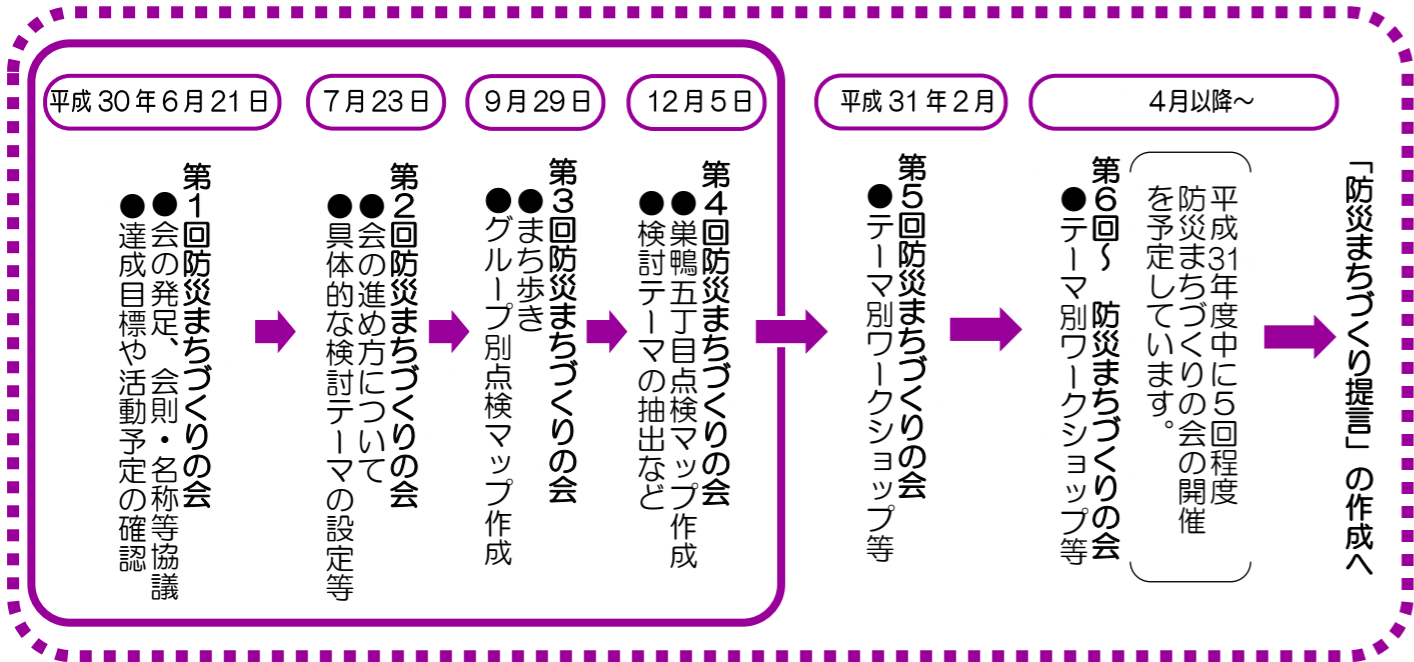 平成30年6月21日
第1回防災まちづくりの会
●会の発足、会則・名称等協議
●達成目標や活動予定の確認
7月23日
第2回防災まちづくりの会
●会の進め方について
●具体的な検討テーマの設定等
9月29日
第3回防災まちづくりの会
●まち歩き
●グループ別点検マップ作成
12月5日
第4回防災まちづくりの会
●巣鴨五丁目点検マップ作成
●検討テーマの抽出など
平成31年2月
第5回防災まちづくりの会
●テーマ別ワークショップ等
4月以降~
平成31年度中に5回程度
防災まちづくりの会の開催
を予定しています。
第6回~ 防災まちづくりの会
●テーマ別ワークショップ等
「防災まちづくり提言」の作成へ